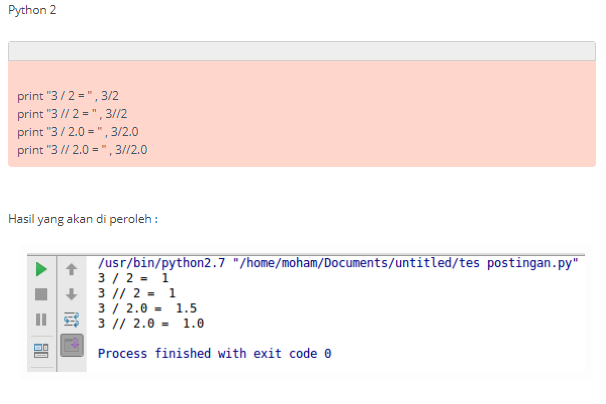 Python 2
print "3 / 2 = " , 3/2
print "3 // 2 = " , 3//2
print "3 / 2.0 = " , 3/2.0
print "3 // 2.0 = " , 3//2.0
Hasil yang akan di peroleh :
/usr/bin/python2.7 "/home/moham/Documents/untitled/tes postingan.py"
3 / 2 =  1
3 // 2 =  1
3 / 2.0 =  1.5
3 // 2.0 =  1.0
Process finished with exit code 0